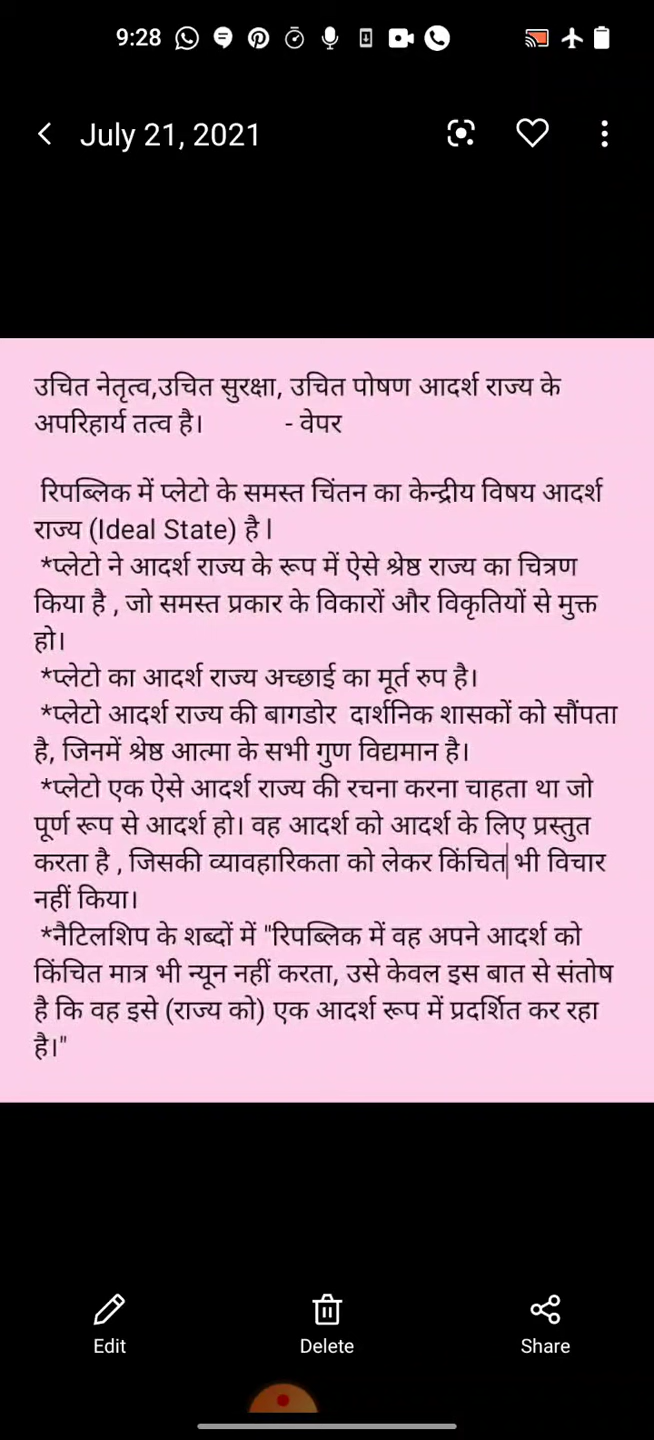 9:28
July 21, 2021
उचित नेतृत्व,उचित सुरक्षा, उचित पोषण आदर्श राज्य के
अपरिहार्य तत्व है। - वेपर
रिपब्लिक में प्लेटो के समस्त चिंतन का केन्द्रीय विषय आदर्श
राज्य (Ideal State) है l
*प्लेटो ने आदर्श राज्य के रूप में ऐसे श्रेष्ठ राज्य का चित्रण
किया है , जो समस्त प्रकार के विकारों और विकृतियों से मुक्त
हो।
*प्लेटो का आदर्श राज्य अच्छाई का मूर्त रुप है।
*प्लेटो आदर्श राज्य की बागडोर दार्शनिक शासकों को सौंपता
है, जिनमें श्रेष्ठ आत्मा के सभी गुण विद्यमान है।
*प्लेटो एक ऐसे आदर्श राज्य की रचना करना चाहता था जो
पूर्ण रूप से आदर्श हो। वह आदर्श को आदर्श के लिए प्रस्तुत
करता है , जिसकी व्यावहारिकता को लेकर किंचित भी विचार
नहीं किया।
*नैटिलशिप के शब्दों में "रिपब्लिक में वह अपने आदर्श को
किंचित मात्र भी न्यून नहीं करता, उसे केवल इस बात से संतोष
है कि वह इसे (राज्य को) एक आदर्श रूप में प्रदर्शित कर रहा
है।"
Edit Delete Share